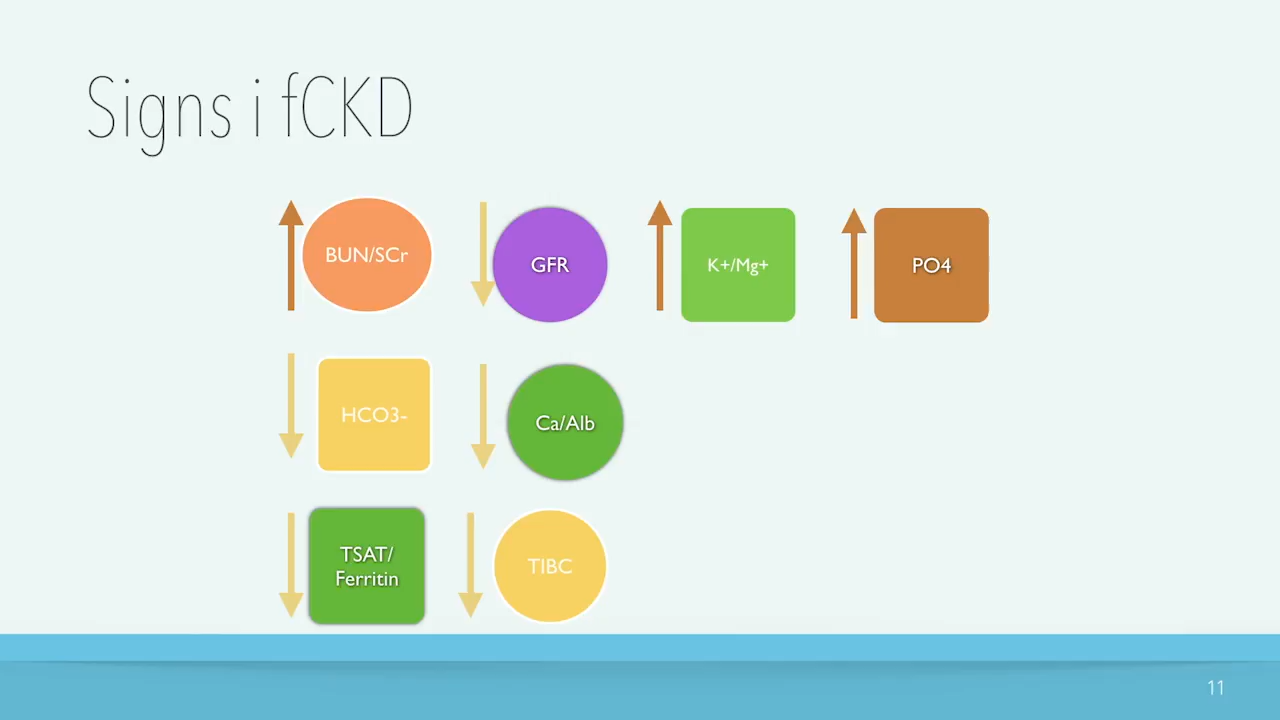 Signs i fCKD
BUN/SCr
GFR
K+/Mg+
PO4
HCO3-
Ca/Alb
TSAT/
Ferritin
TIBC
11